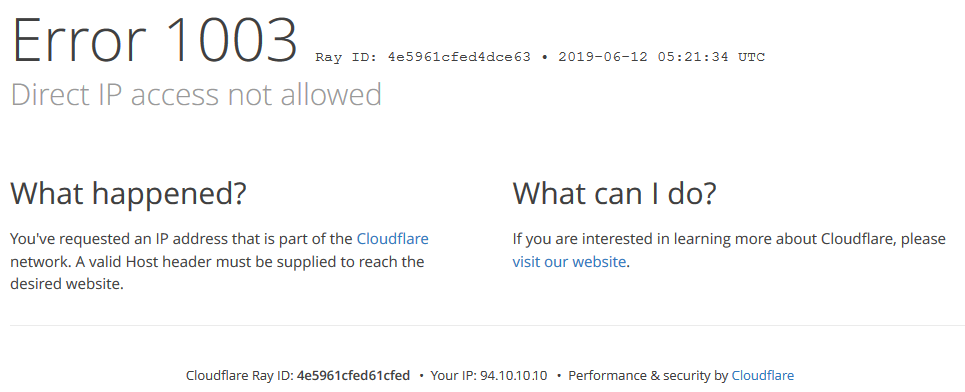 Error 1003 Ray ID: 4e5961cfed4dce63 • 2019-06-12 05:21:34 UTC
Direct IP access not allowed
What happened?
You've requested an IP address that is part of the Cloudflare
network. A valid Host header must be supplied to reach the
desired website.
What can I do?
If you are interested in learning more about Cloudflare, please
visit our website.
Cloudflare Ray ID: 4e5961cfed61cfed • Your IP: 94.10.10.10 • Performance & security by Cloudflare